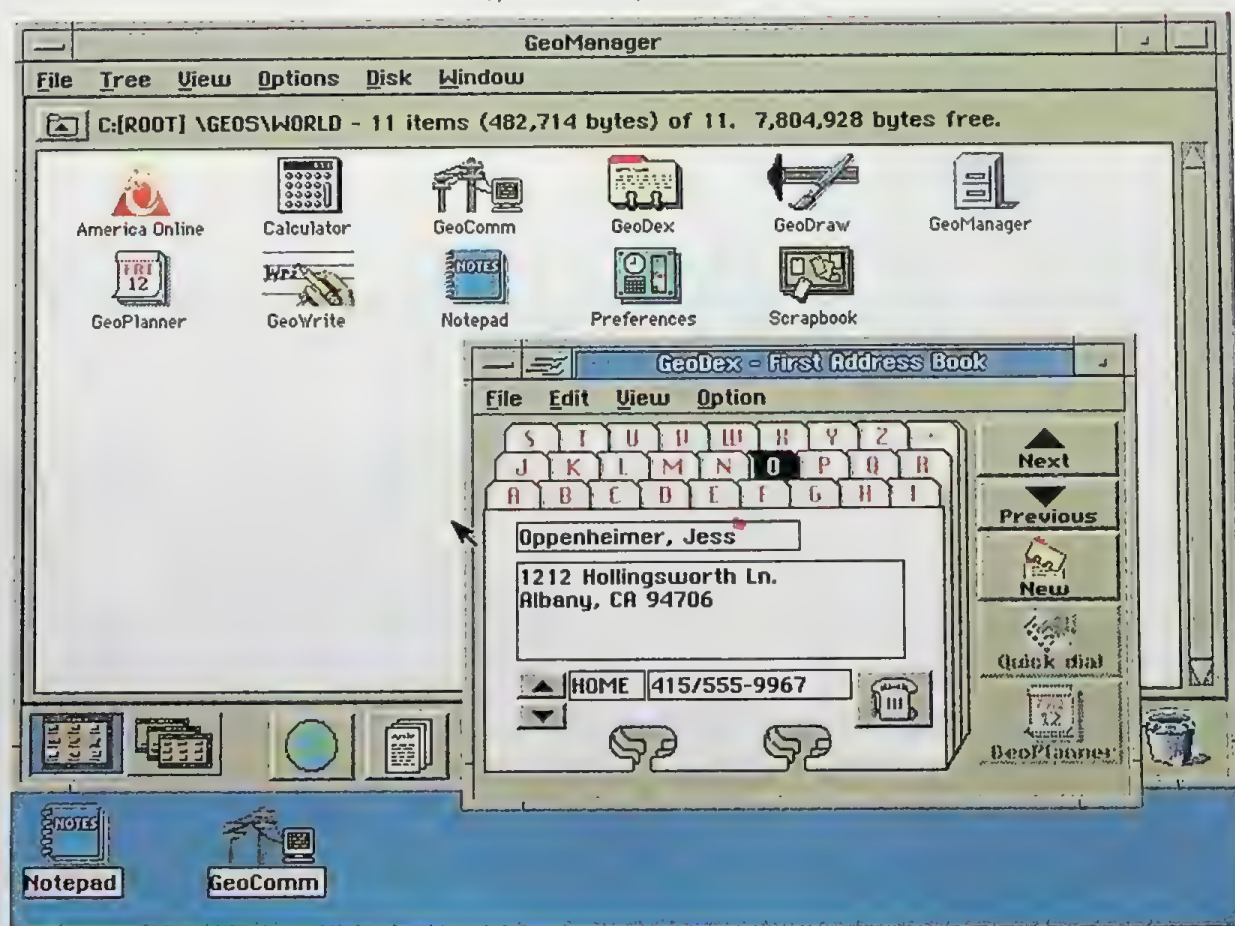 GeoManager
File Tree View Options Disk Window
C:[ROOT] \GEOS\WORLD - 11 items (482,714 bytes) of 11. 7,804,928 bytes free.
America Online Calculator GeoComm GeoDex GeoDraw GeoManager
FRI
12
Wri
NOTES
GeoPlanner GeoWrite Notepad Preferences Scrapbook
GeoDex - First Address Book
File Edit View Option
S T U V W X Y Z ·
J K L M N O P Q R
A B C D E F G H I
Next
Previous
New
Quick dial
GeoPlanner
Oppenheimer, Jess
1212 Hollingsworth Ln.
Albany, CA 94706
HOME 415/555-9967
12
NOTES
Notepad GeoComm